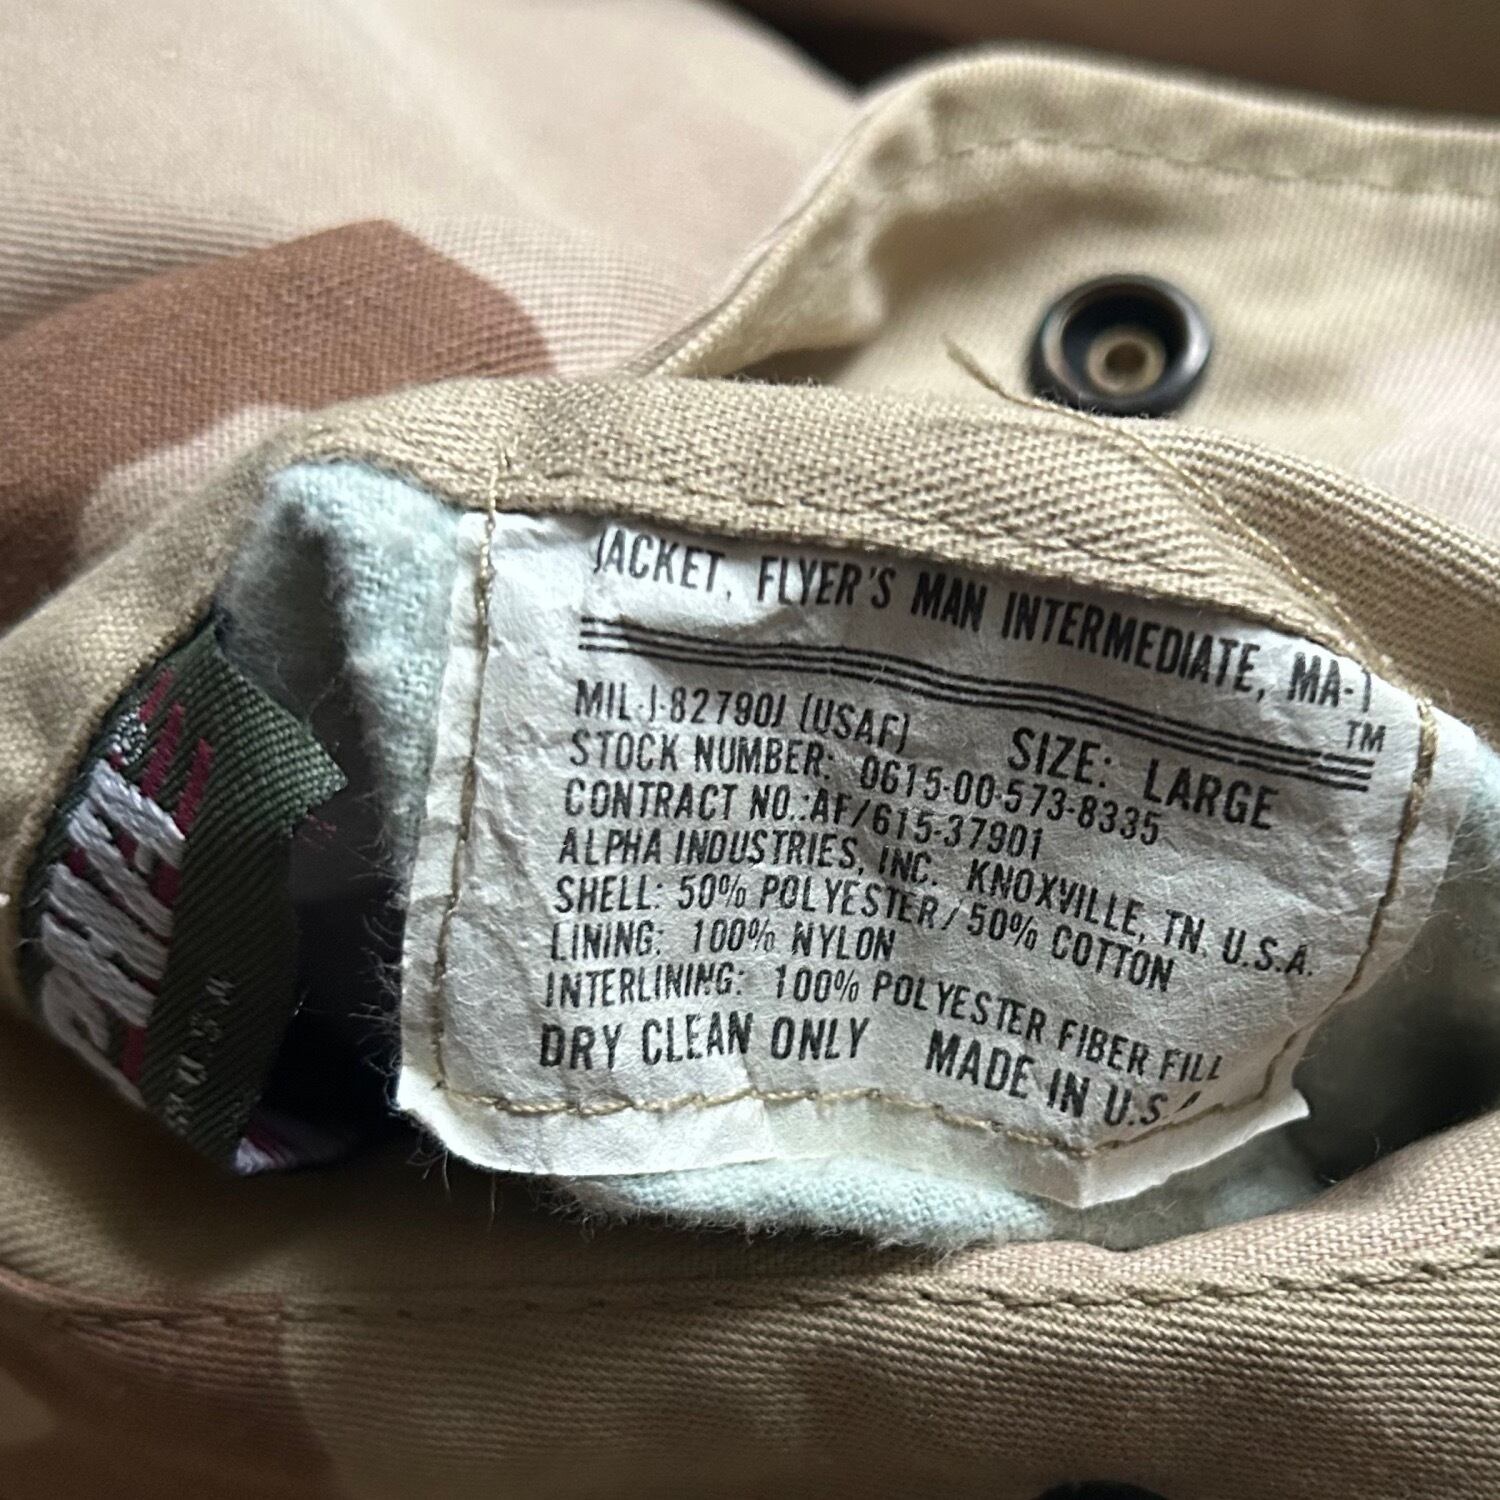 JACKET, FLYER'S MAN INTERMEDIATE, MA-1
TM
MIL-J-82790J (USAF) SIZE: LARGE
STOCK NUMBER: 0615-00-573-8335
CONTRACT NO.:AF/615-37901
ALPHA INDUSTRIES, INC. KNOXVILLE, TN. U.S.A.
SHELL: 50% POLYESTER/50% COTTON
LINING: 100% NYLON
INTERLINING: 100% POLYESTER FIBER FILL
DRY CLEAN ONLY MADE IN U.S.A
ALPHA